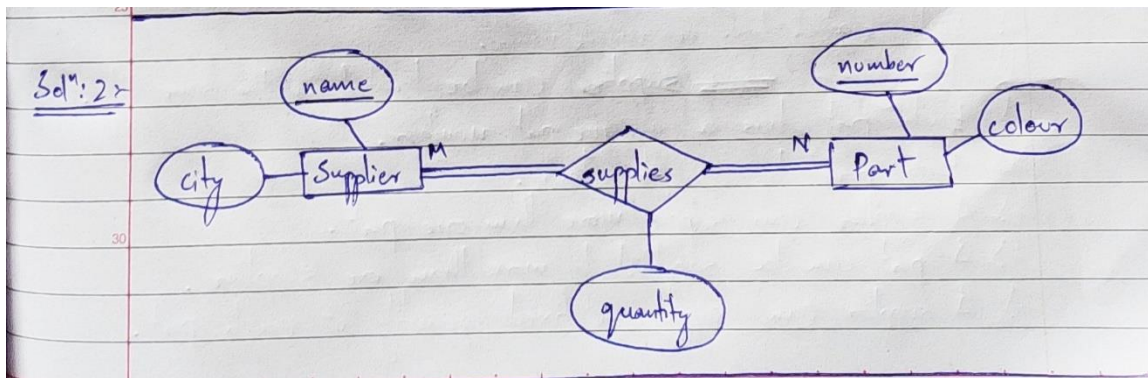 Solⁿ: 2 :-
name
number
colour
city
Supplier
M
supplies
N
Part
30
quantity